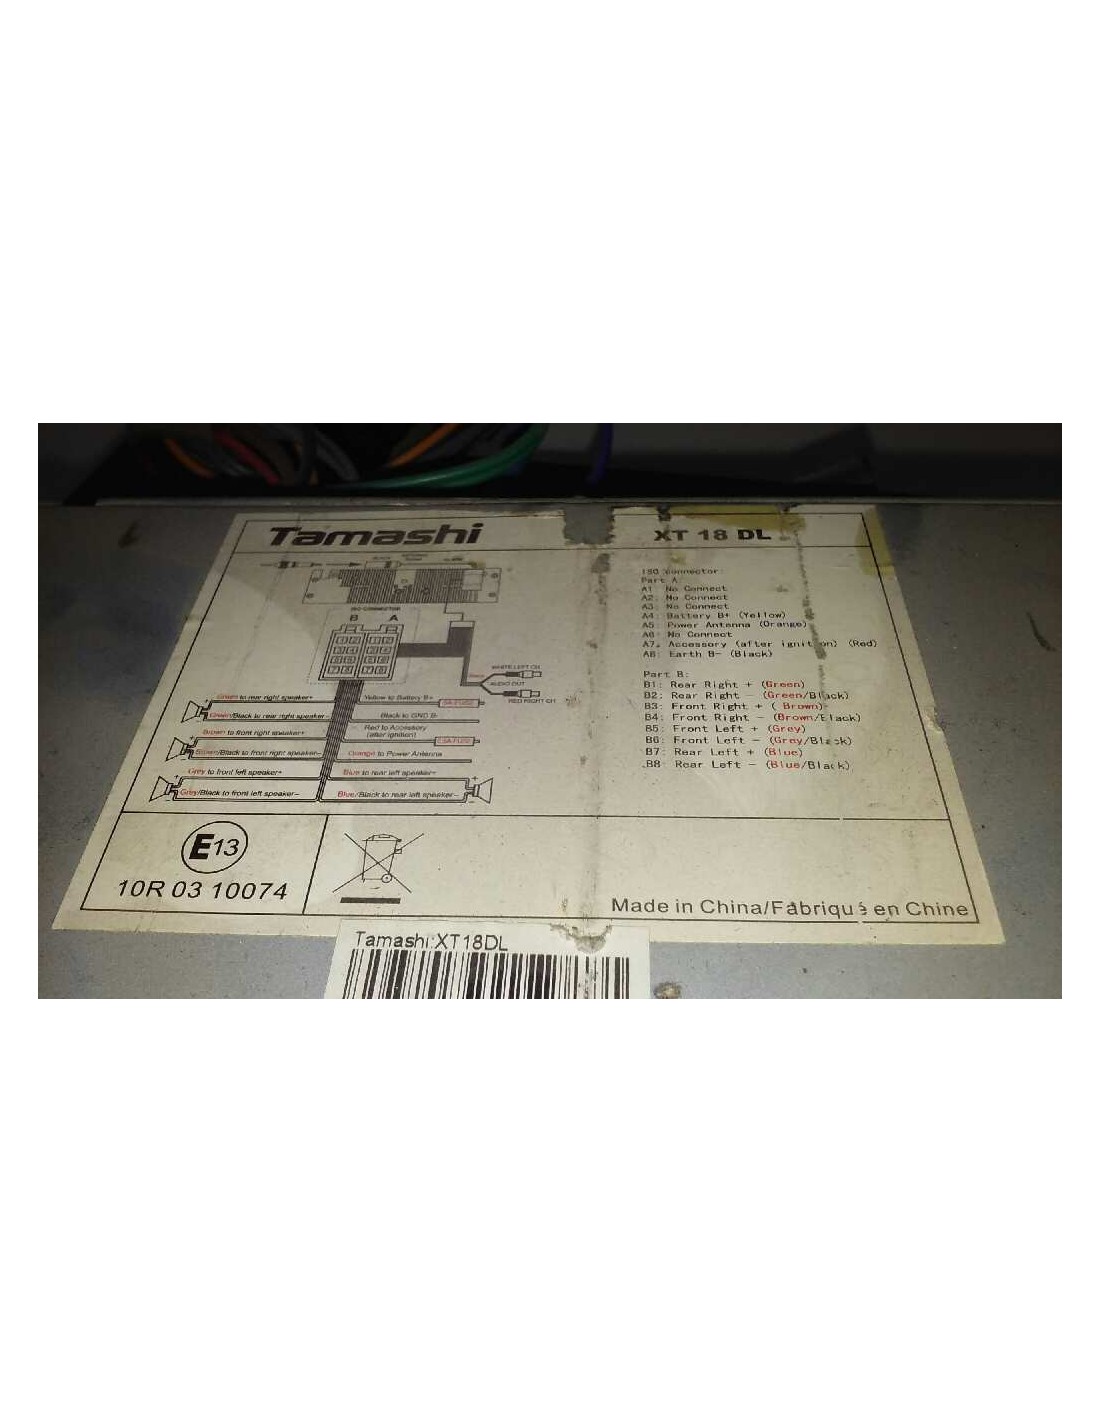 Tamashi
XT 18 DL
ISO CONNECTOR
B A
WHITE LEFT CH
AUDIO OUT
RED RIGHT CH
Green to rear right speaker+
Green/Black to rear right speaker-
Brown to front right speaker+
Brown/Black to front right speaker-
Grey to front left speaker+
Grey/Black to front left speaker-
Yellow to Battery B+
Black to GND B-
Red to Accessory
(after ignition)
Orange to Power Antenna
Blue to rear left speaker+
Blue/Black to rear left speaker-
ISO connector:
Part A:
A1: No Connect
A2: No Connect
A3: No Connect
A4: Battery B+ (Yellow)
A5: Power Antenna (Orange)
A6: No Connect
A7: Accessory (after ignition) (Red)
A8: Earth B- (Black)
Part B:
B1: Rear Right + (Green)
B2: Rear Right - (Green/Black)
B3: Front Right + ( Brown)
B4: Front Right - (Brown/Black)
B5: Front Left + (Grey)
B6: Front Left - (Grey/Black)
B7: Rear Left + (Blue)
B8: Rear Left - (Blue/Black)
E13
10R 03 10074
Made in China/Fabriqué en Chine
Tamashi:XT18DL